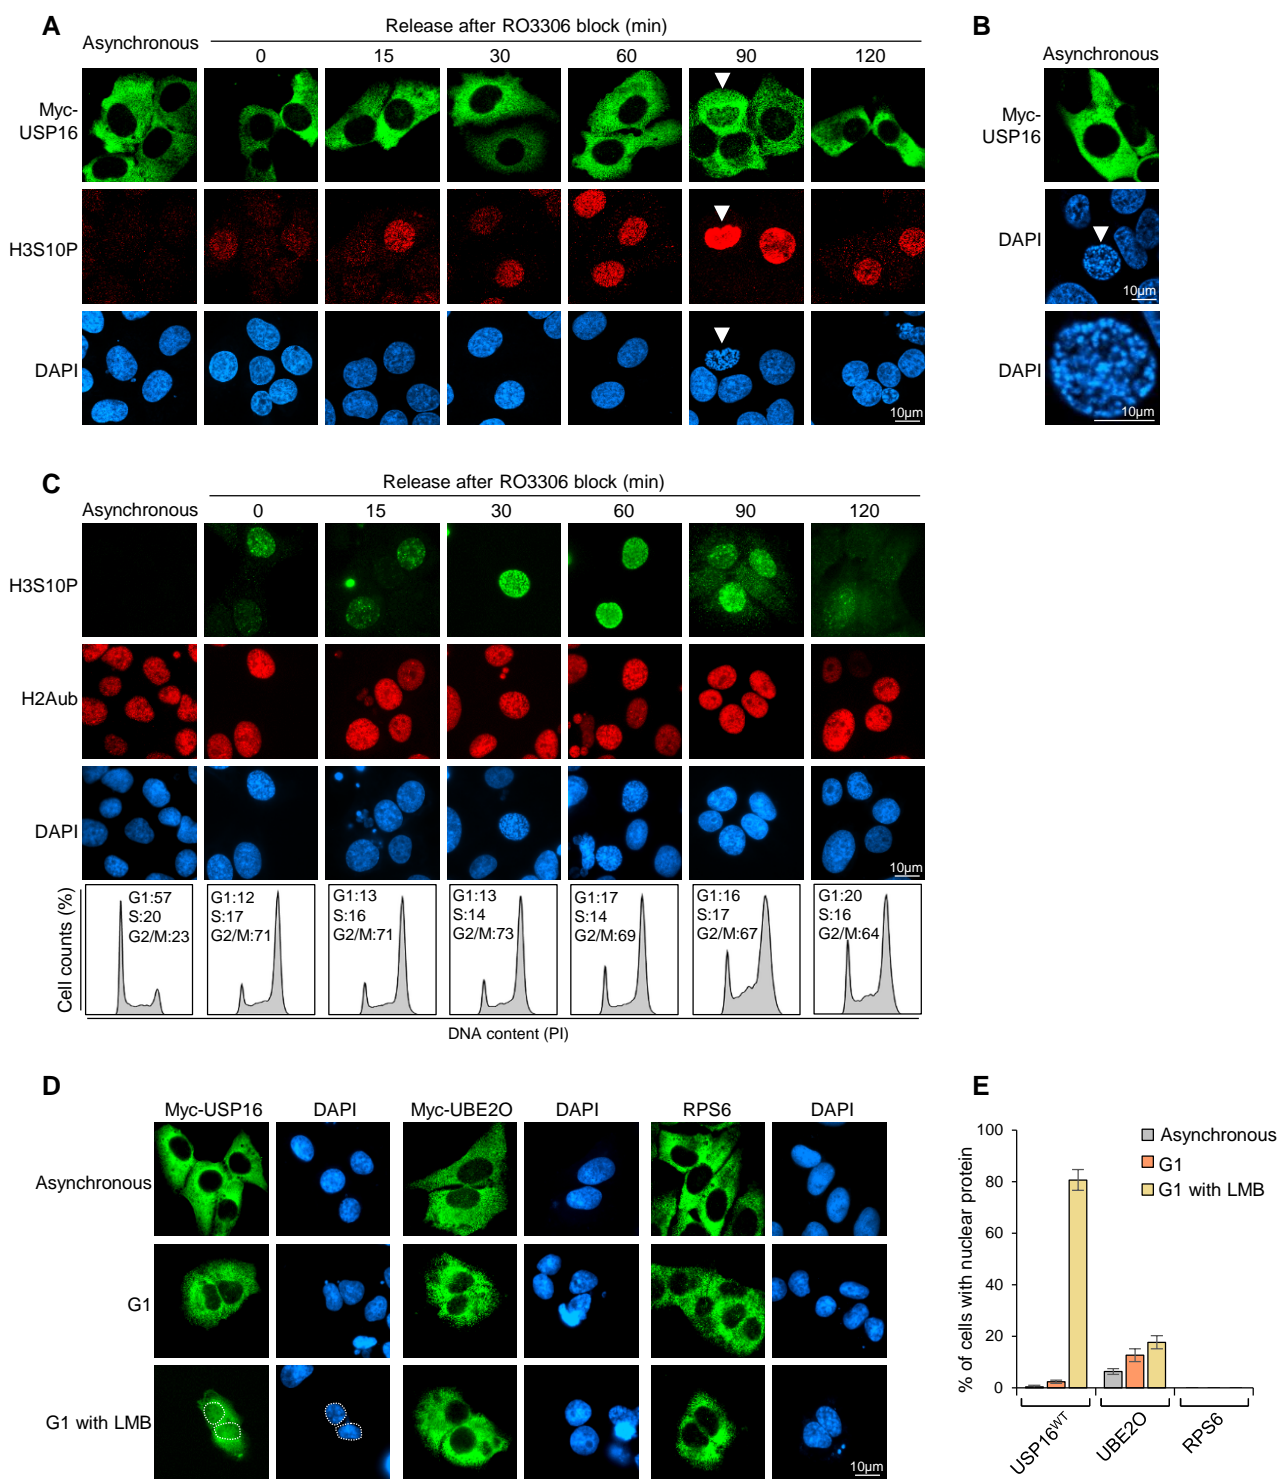 A
Release after RO3306 block (min)
Asynchronous
0
15
30
60
90
120
Myc-
USP16
H3S10P
DAPI
10µm
B
Asynchronous
Myc-
USP16
DAPI
10µm
DAPI
10µm
C
Release after RO3306 block (min)
Asynchronous
0
15
30
60
90
120
H3S10P
H2Aub
DAPI
10µm
Cell counts (%)
G1:57
S:20
G2/M:23
G1:12
S:17
G2/M:71
G1:13
S:16
G2/M:71
G1:13
S:14
G2/M:73
G1:17
S:14
G2/M:69
G1:16
S:17
G2/M:67
G1:20
S:16
G2/M:64
DNA content (PI)
D
Myc-USP16
DAPI
Myc-UBE2O
DAPI
RPS6
DAPI
Asynchronous
G1
G1 with LMB
10µm
E
% of cells with nuclear protein
100
80
60
40
20
0
Asynchronous
G1
G1 with LMB
USP16WT
UBE2O
RPS6